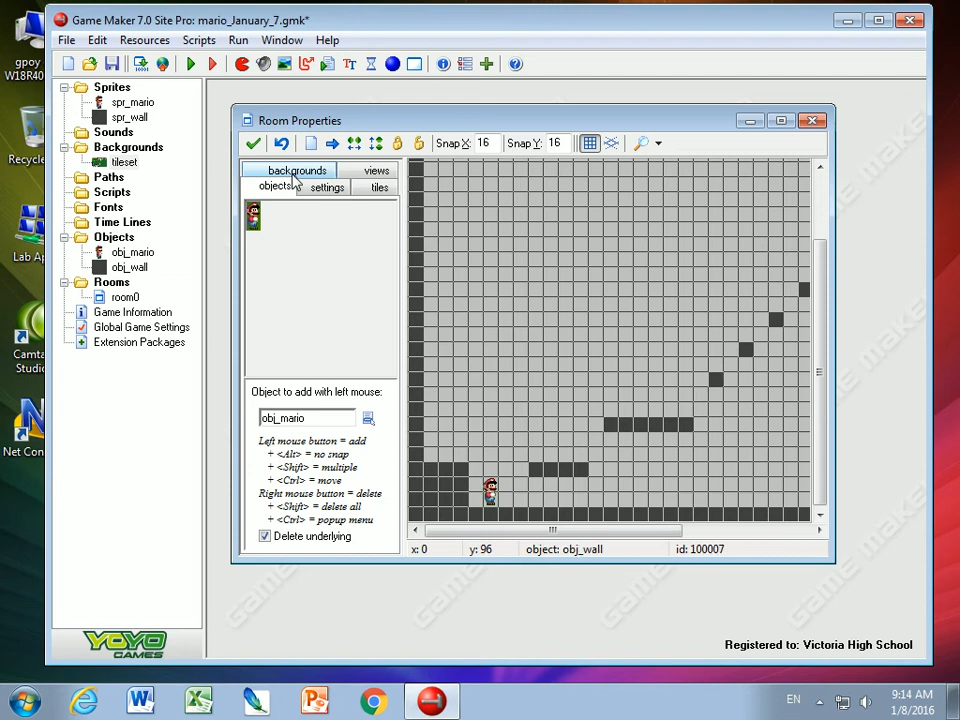 Game Maker 7.0 Site Pro: mario_January_7.gmk*
File Edit Resources Scripts Run Window Help
gpoy
W18R40
Recycle
Lab Ap
Camta
Studio
Net Con
Sprites
spr_mario
spr_wall
Sounds
Backgrounds
tileset
Paths
Scripts
Fonts
Time Lines
Objects
obj_mario
obj_wall
Rooms
room0
Game Information
Global Game Settings
Extension Packages
YOYO
GAMES
Room Properties
Snap X: 16 Snap Y: 16
backgrounds views
objects settings tiles
Object to add with left mouse:
obj_mario
Left mouse button = add
+ <Alt> = no snap
+ <Shift> = multiple
+ <Ctrl> = move
Right mouse button = delete
+ <Shift> = delete all
+ <Ctrl> = popup menu
Delete underlying
x: 0 y: 96 object: obj_wall id: 100007
Registered to: Victoria High School
EN
9:14 AM
1/8/2016